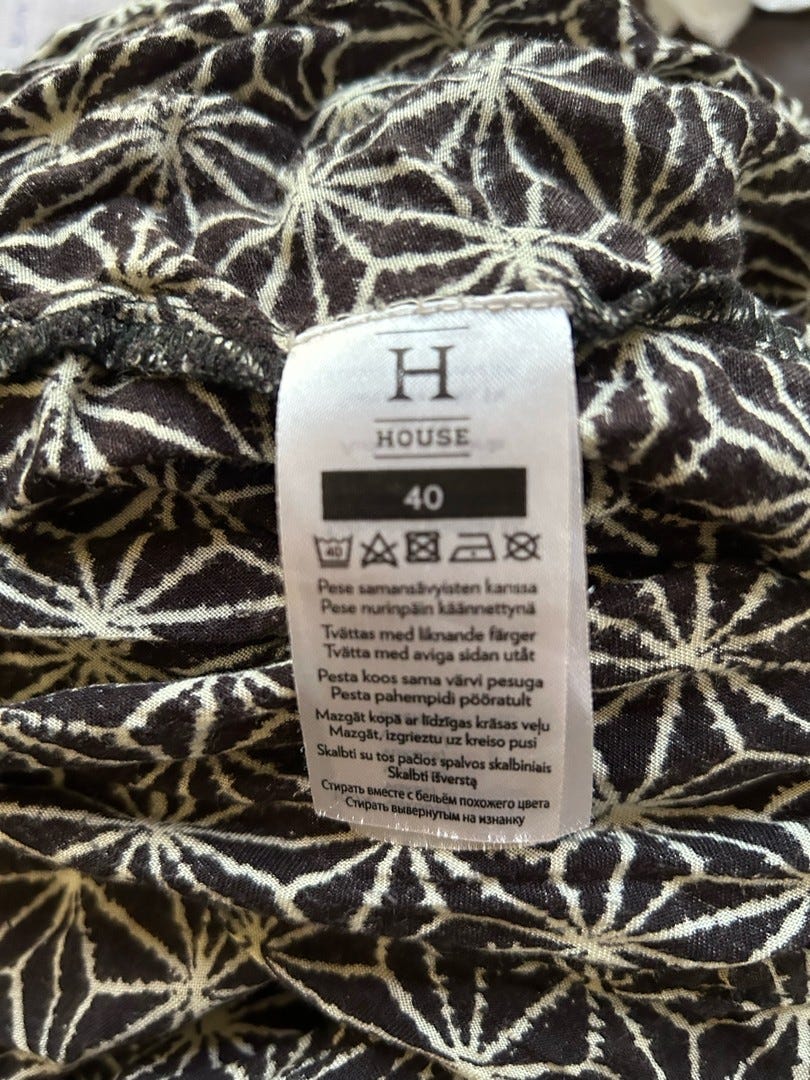 H
HOUSE
40
40
Pese samansävyisten kanssa
Pese nurinpäin käännettynä
Tvättas med liknande färger
Tvätta med aviga sidan utåt
Pesta koos sama värvi pesuga
Pesta pahempidi pööratult
Mazgāt kopā ar līdzīgas krāsas veļu
Mazgāt, izgrieztu uz kreiso pusi
Skalbti su tos pačios spalvos skalbiniais
Skalbti išverstą
Стирать вместе с бельём похожего цвета
Стирать вывернутым на изнанку